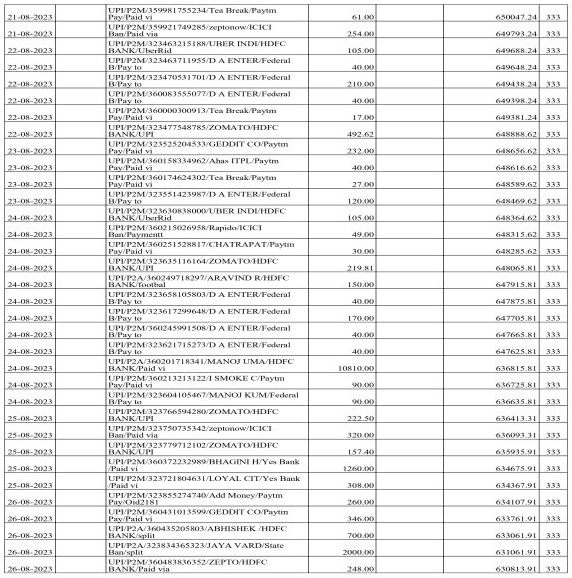 UPI/P2M/359981755234/Tea Break/Paytm
21-08-2023 Pay/Paid vi 61.00 650047.24 333
UPI/P2M/359921749285/zeptonow/ICICI
21-08-2023 Ban/Paid via 254.00 649793.24 333
UPI/P2M/323463215188/UBER INDI/HDFC
22-08-2023 BANK/UberRid 105.00 649688.24 333
UPI/P2M/323463711955/D A ENTER/Federal
22-08-2023 B/Pay to 40.00 649648.24 333
UPI/P2M/323470531701/D A ENTER/Federal
22-08-2023 B/Pay to 210.00 649438.24 333
UPI/P2M/360083555077/D A ENTER/Federal
22-08-2023 B/Pay to 40.00 649398.24 333
UPI/P2M/360000300913/Tea Break/Paytm
22-08-2023 Pay/Paid vi 17.00 649381.24 333
UPI/P2M/323477548785/ZOMATO/HDFC
22-08-2023 BANK/UPI 492.62 648888.62 333
UPI/P2M/323525204533/GEDDIT CO/Paytm
23-08-2023 Pay/Paid vi 232.00 648656.62 333
UPI/P2M/360158334962/Ahas ITPL/Paytm
23-08-2023 Pay/Paid vi 40.00 648616.62 333
UPI/P2M/360174624302/Tea Break/Paytm
23-08-2023 Pay/Paid vi 27.00 648589.62 333
UPI/P2M/323551423987/D A ENTER/Federal
23-08-2023 B/Pay to 120.00 648469.62 333
UPI/P2M/323630838000/UBER INDI/HDFC
24-08-2023 BANK/UberRid 105.00 648364.62 333
UPI/P2M/360215026958/Rapido/ICICI
24-08-2023 Ban/Paymentt 49.00 648315.62 333
UPI/P2M/360251528817/CHATRAPAT/Paytm
24-08-2023 Pay/Paid vi 30.00 648285.62 333
UPI/P2M/323635116164/ZOMATO/HDFC
24-08-2023 BANK/UPI 219.81 648065.81 333
UPI/P2A/360249718297/ARAVIND R/HDFC
24-08-2023 BANK/footbal 150.00 647915.81 333
UPI/P2M/323658105803/D A ENTER/Federal
24-08-2023 B/Pay to 40.00 647875.81 333
UPI/P2M/323617299648/D A ENTER/Federal
24-08-2023 B/Pay to 170.00 647705.81 333
UPI/P2M/360245991508/D A ENTER/Federal
24-08-2023 B/Pay to 40.00 647665.81 333
UPI/P2M/323621715273/D A ENTER/Federal
24-08-2023 B/Pay to 40.00 647625.81 333
UPI/P2A/360201718341/MANOJ UMA/HDFC
24-08-2023 BANK/Paid vi 10810.00 636815.81 333
UPI/P2M/360213213122/I SMOKE C/Paytm
24-08-2023 Pay/Paid vi 90.00 636725.81 333
UPI/P2M/323604105467/MANOJ KUM/Federal
24-08-2023 B/Pay to 90.00 636635.81 333
UPI/P2M/323766594280/ZOMATO/HDFC
25-08-2023 BANK/UPI 222.50 636413.31 333
UPI/P2M/323750735342/zeptonow/ICICI
25-08-2023 Ban/Paid via 320.00 636093.31 333
UPI/P2M/323779712102/ZOMATO/HDFC
25-08-2023 BANK/UPI 157.40 635935.91 333
UPI/P2M/360372232989/BHAGINI H/Yes Bank
25-08-2023 /Paid vi 1260.00 634675.91 333
UPI/P2M/323721804631/LOYAL CIT/Yes Bank
25-08-2023 /Paid vi 308.00 634367.91 333
UPI/P2M/323855274740/Add Money/Paytm
26-08-2023 Pay/Oid2181 260.00 634107.91 333
UPI/P2M/360431013599/GEDDIT CO/Paytm
26-08-2023 Pay/Paid vi 346.00 633761.91 333
UPI/P2A/360435205803/ABHISHEK /HDFC
26-08-2023 BANK/split 700.00 633061.91 333
UPI/P2A/323834365323/JAYA VARD/State
26-08-2023 Ban/split 2000.00 631061.91 333
UPI/P2M/360483836352/ZEPTO/HDFC
26-08-2023 BANK/Paid via 248.00 630813.91 333